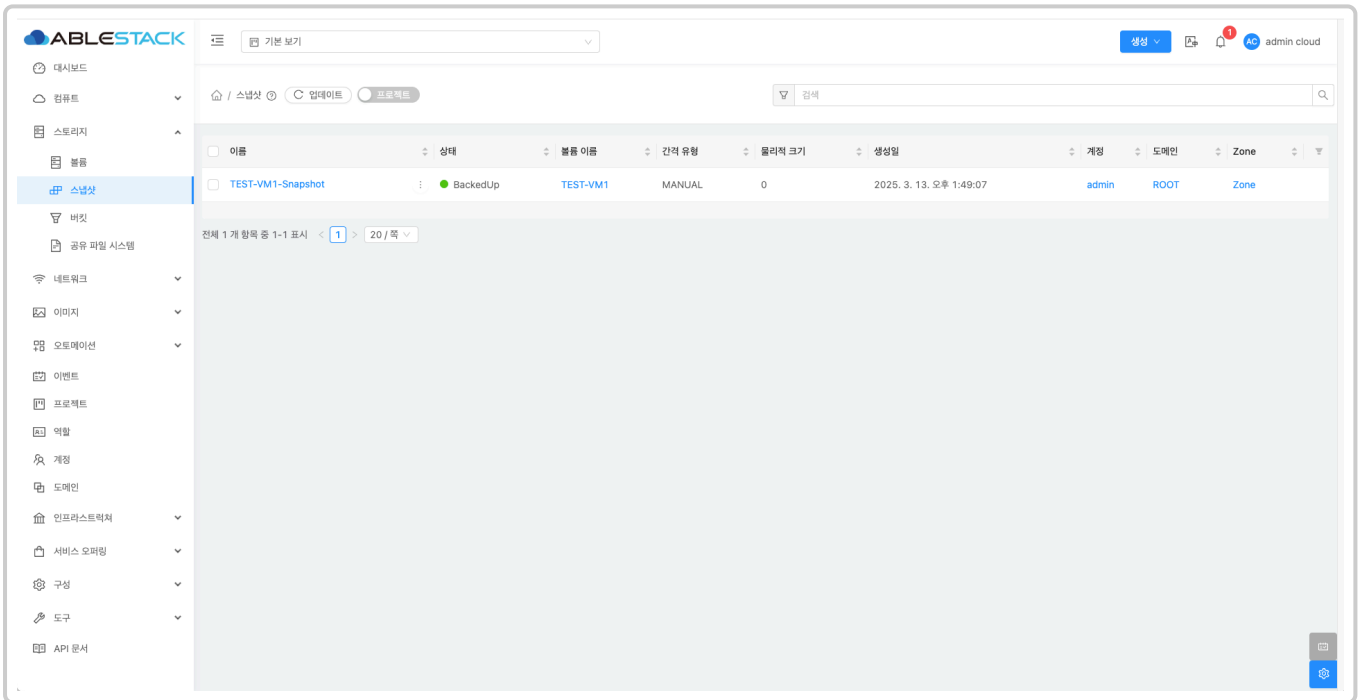 ABLESTACK
기본 보기
생성
1
AC
admin cloud
대시보드
컴퓨트
스토리지
볼륨
스냅샷
버킷
공유 파일 시스템
네트워크
이미지
오토메이션
이벤트
프로젝트
역할
계정
도메인
인프라스트럭쳐
서비스 오퍼링
구성
도구
API 문서
/ 스냅샷 업데이트 프로젝트
검색
이름 상태 볼륨 이름 간격 유형 물리적 크기 생성일 계정 도메인 Zone
TEST-VM1-Snapshot BackedUp TEST-VM1 MANUAL 0 2025. 3. 13. 오후 1:49:07 admin ROOT Zone
전체 1 개 항목 중 1-1 표시 < 1 > 20 / 쪽